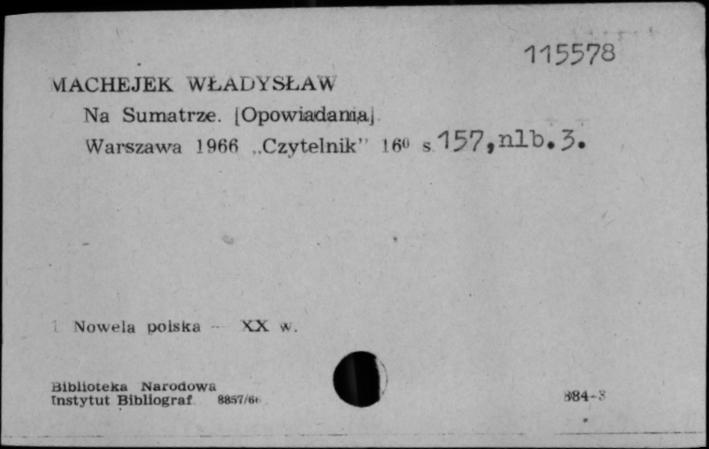 115578
MACHEJEK WŁADYSŁAW
Na Sumatrze. [Opowiadania]
Warszawa 1966 „Czytelnik” 16⁰ s. 157, nlb. 3.
1 Nowela polska — XX w.
Biblioteka Narodowa
Instytut Bibliograf. 8857/66
884-3